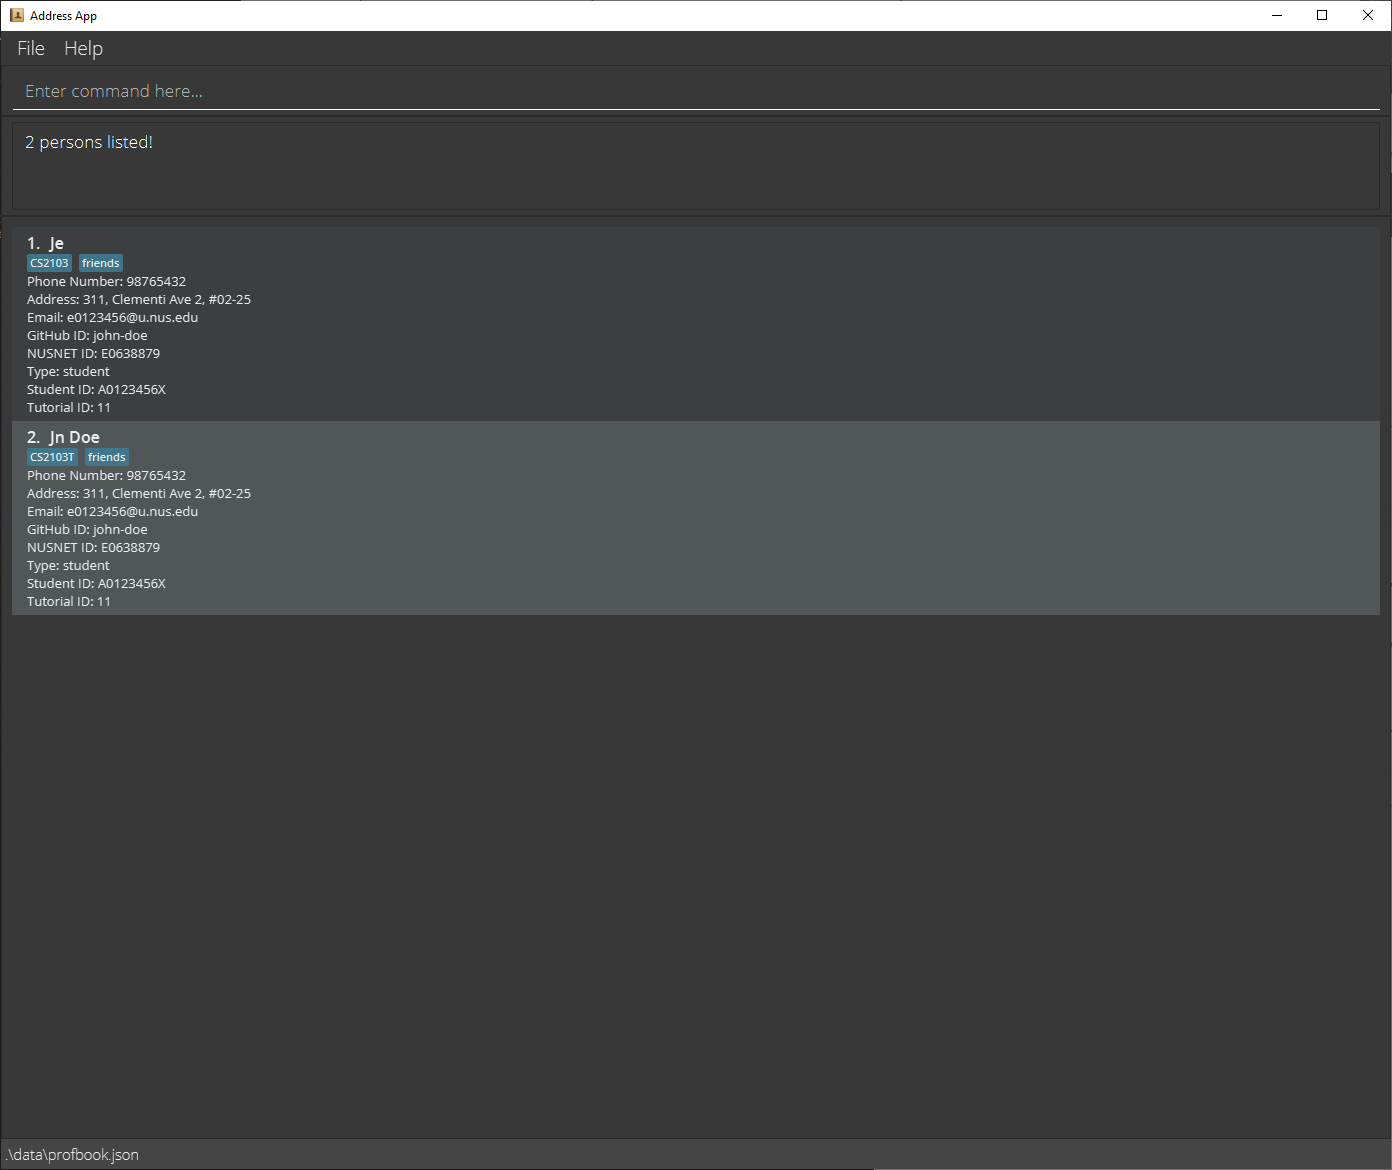 Address App
File Help
Enter command here...
2 persons listed!
1. Je
CS2103 friends
Phone Number: 98765432
Address: 311, Clementi Ave 2, #02-25
Email: e0123456@u.nus.edu
GitHub ID: john-doe
NUSNET ID: E0638879
Type: student
Student ID: A0123456X
Tutorial ID: 11
2. Jn Doe
CS2103T friends
Phone Number: 98765432
Address: 311, Clementi Ave 2, #02-25
Email: e0123456@u.nus.edu
GitHub ID: john-doe
NUSNET ID: E0638879
Type: student
Student ID: A0123456X
Tutorial ID: 11
.\data\profbook.json